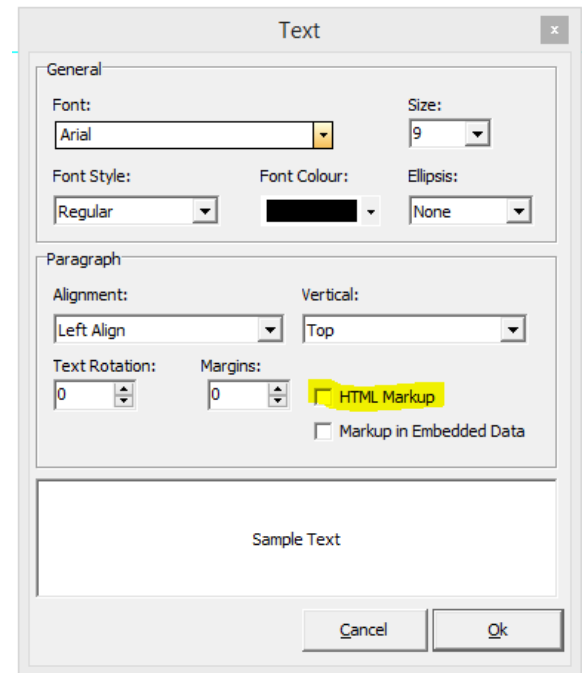 Text
x
General
Font: Size:
Arial 9
Font Style: Font Colour: Ellipsis:
Regular None
Paragraph
Alignment: Vertical:
Left Align Top
Text Rotation: Margins:
0 0 HTML Markup
Markup in Embedded Data
Sample Text
Cancel Ok